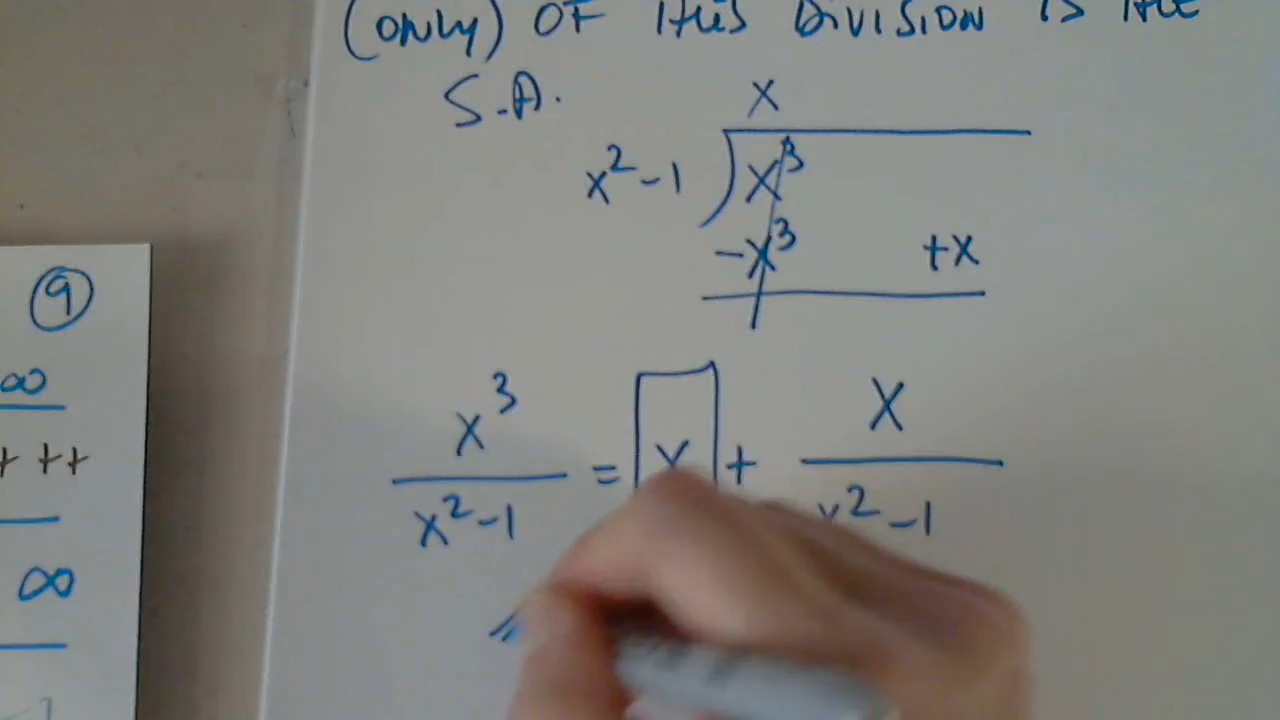 (ONLY) OF THIS DIVISION IS THE
S.A.
x
x²-1 ) x³
-x³ +x
x³ / x²-1 = x + x / x²-1
9
∞
+ ++
∞